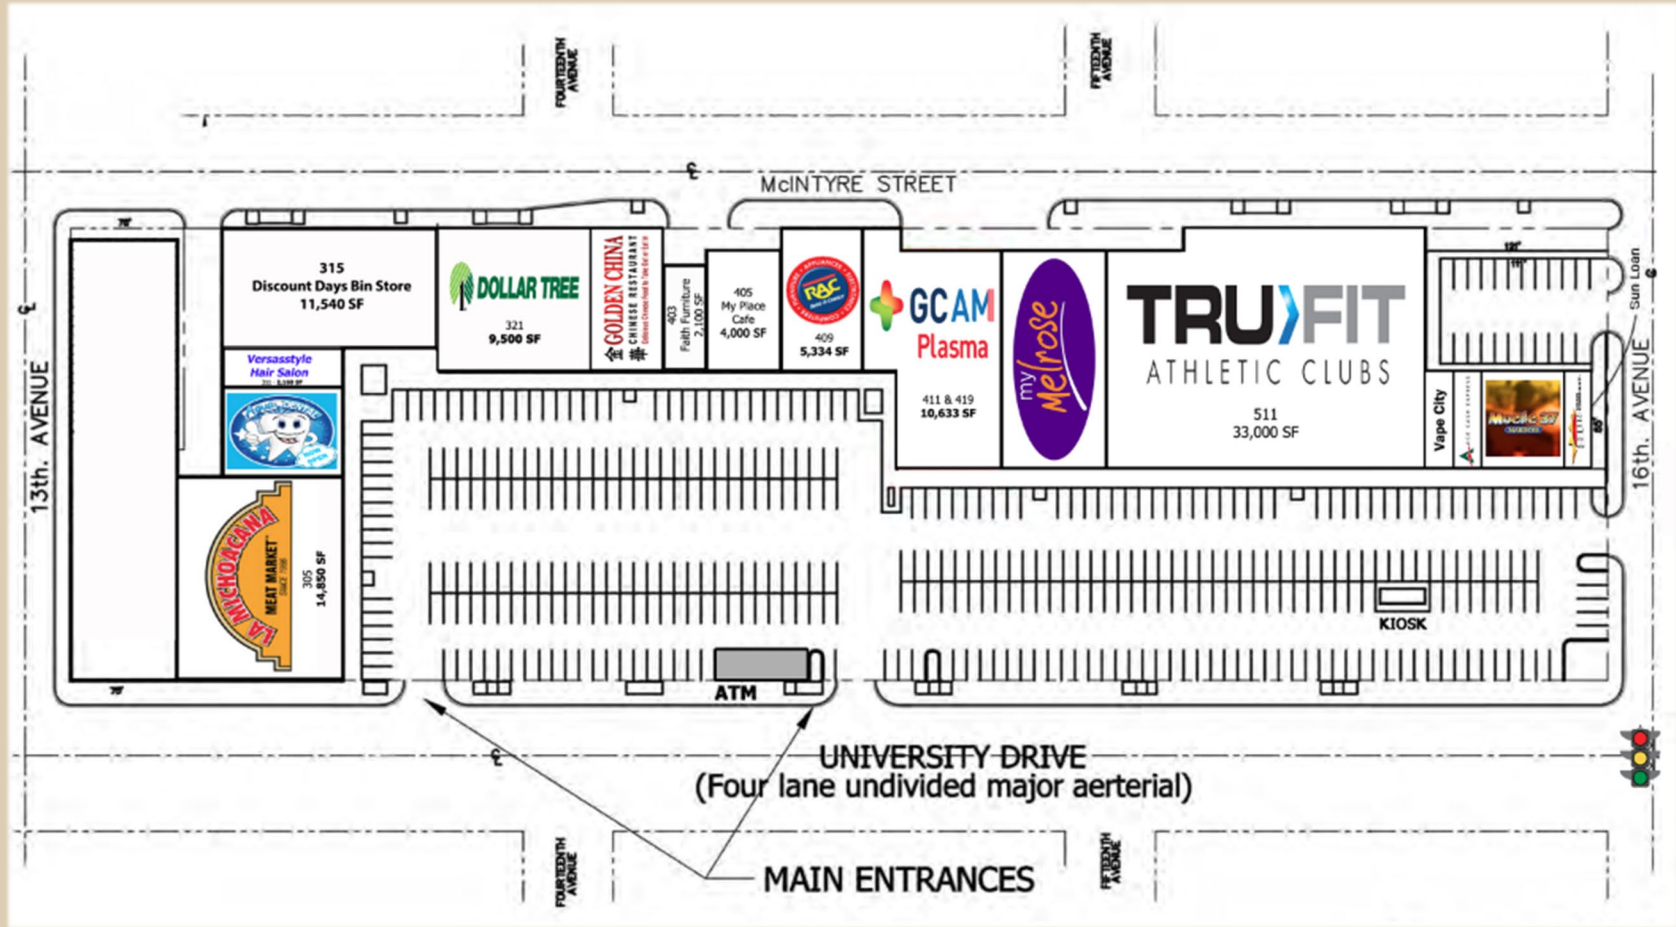 FOURTEENTH
AVENUE
FIFTEENTH
AVENUE
McINTYRE STREET
13th. AVENUE
16th. AVENUE
Sun Loan
70'
315
Discount Days Bin Store
11,540 SF
Versasstyle
Hair Salon
NOW
OPEN
LA MICHOACANA
MEAT MARKET
305
14,850 SF
70'
DOLLAR TREE
321
9,500 SF
GOLDEN CHINA
CHINESE RESTAURANT
403
Faith Furniture
2,100 SF
405
My Place
Cafe
4,000 SF
RAC
409
5,334 SF
GCAM
Plasma
411 & 419
10,633 SF
my
Melrose
TRU FIT
ATHLETIC CLUBS
511
33,000 SF
Vape City
KIOSK
ATM
UNIVERSITY DRIVE
(Four lane undivided major aerterial)
MAIN ENTRANCES
FOURTEENTH
AVENUE
FIFTEENTH
AVENUE